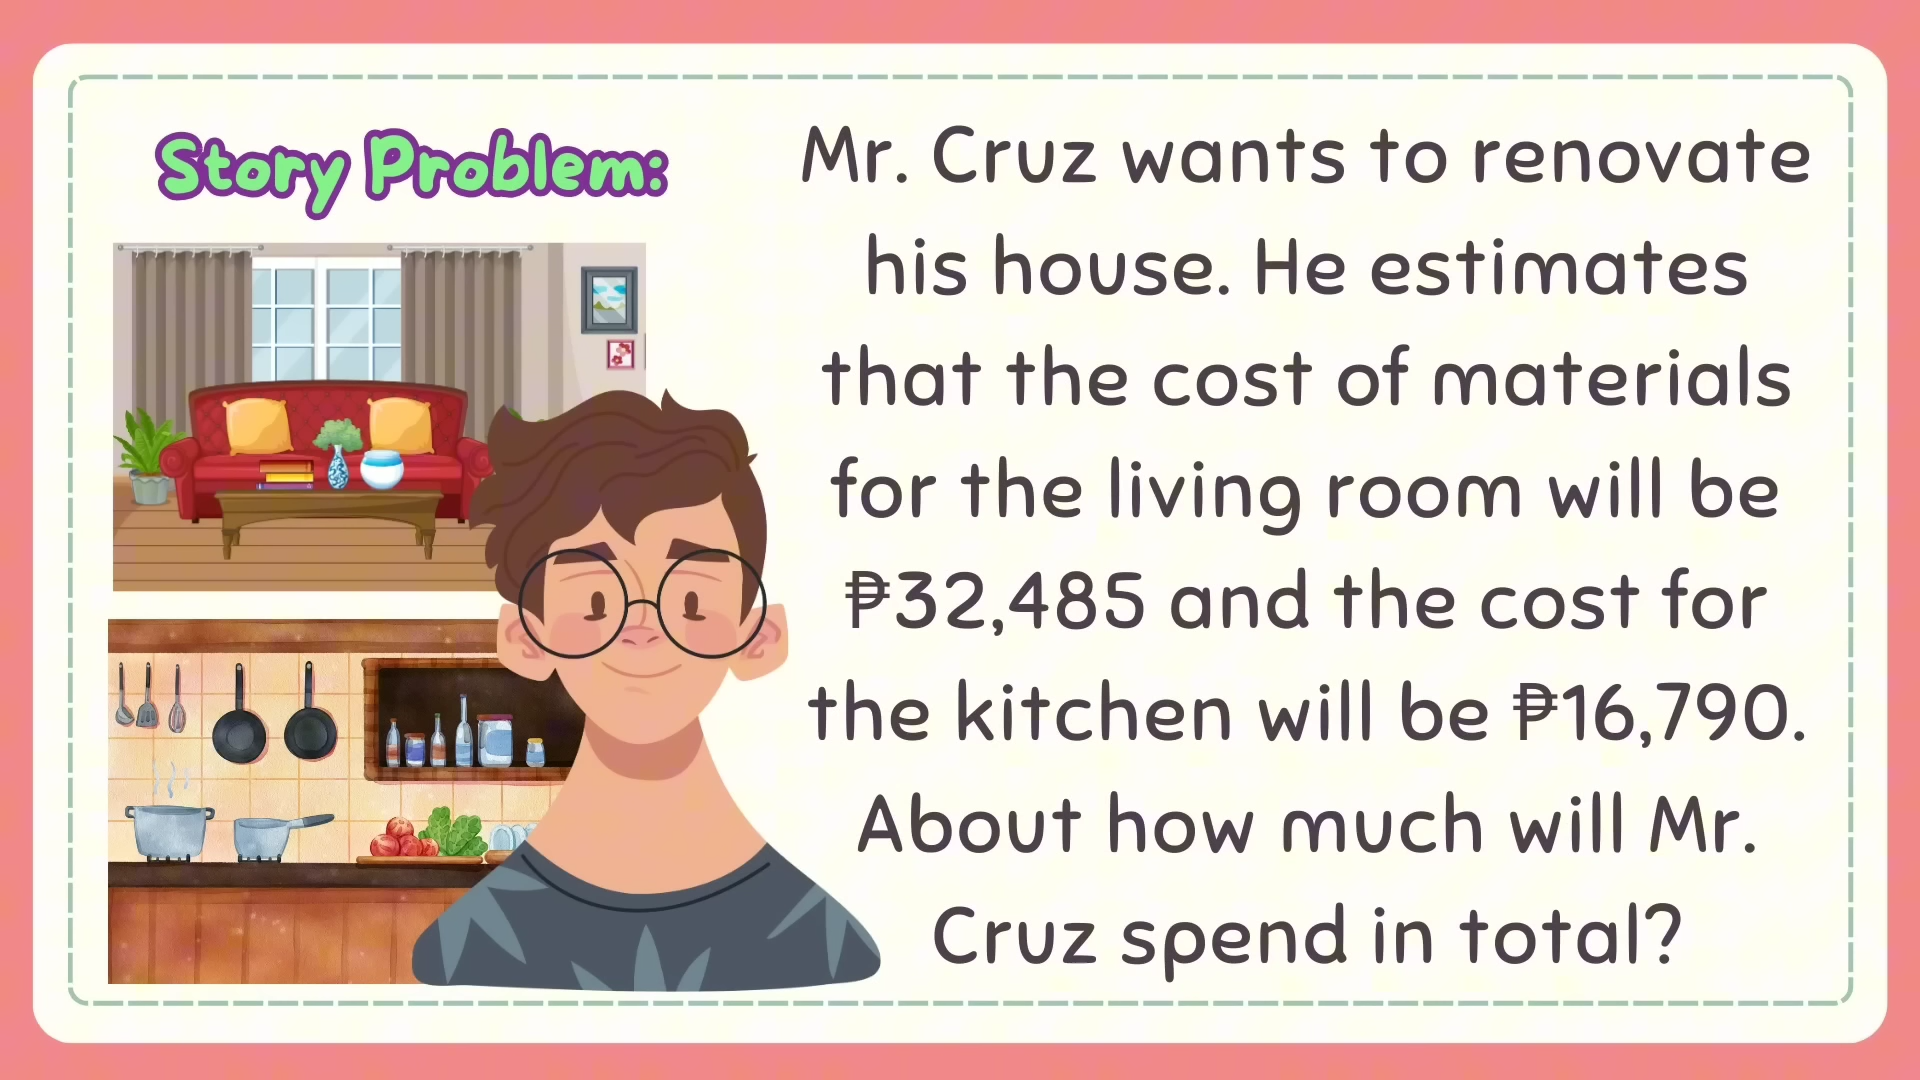 Story Problem:
Mr. Cruz wants to renovate
his house. He estimates
that the cost of materials
for the living room will be
₱32,485 and the cost for
the kitchen will be ₱16,790.
About how much will Mr.
Cruz spend in total?